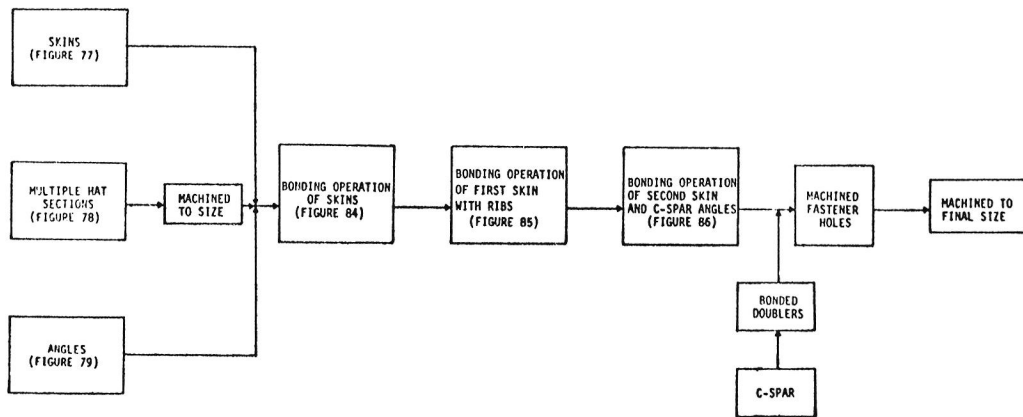 SKINS
(FIGURE 77)
MULTIPLE HAT
SECTIONS
(FIGURE 78)
MACHINED
TO SIZE
ANGLES
(FIGURE 79)
BONDING OPERATION
OF SKINS
(FIGURE 84)
BONDING OPERATION
OF FIRST SKIN
WITH RIBS
(FIGURE 85)
BONDING OPERATION
OF SECOND SKIN
AND C-SPAR ANGLES
(FIGURE 86)
MACHINED
FASTENER
HOLES
MACHINED TO
FINAL SIZE
BONDED
DOUBLERS
C-SPAR